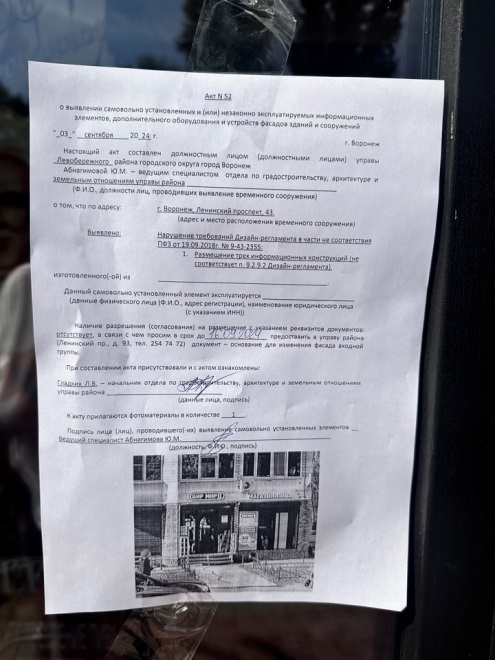 Акт N 52
о выявлении самовольно установленных и (или) незаконно эксплуатируемых информационных
элементов, дополнительного оборудования и устройств фасадов зданий и сооружений
"_03_" сентября 20_24_г.
г. Воронеж
Настоящий акт составлен должностным лицом (должностными лицами) управы
Левобережного района городского округа город Воронеж
Абнагимовой Ю.М. – ведущим специалистом отдела по градостроительству, архитектуре и
земельным отношениям управы района
(Ф.И.О., должности лиц, проводивших выявление временного сооружения)
о том, что по адресу: г. Воронеж, Ленинский проспект, 43.
(адрес и место расположения временного сооружения)
Выявлено: Нарушение требований Дизайн-регламента в части не соответствия
ПФЗ от 19.09.2018г. № 9-43-2355:
1. Размещение трех информационных конструкций (не
соответствует п. 9.2 9.2 Дизайн-регламента).
изготовленного(-ой) из
Данный самовольно установленный элемент эксплуатируется
(данные физического лица (Ф.И.О., адрес регистрации), наименование юридического лица
(с указанием ИНН))
Наличие разрешения (согласования) на размещение с указанием реквизитов документов:
отсутствует, в связи с чем просим в срок до 16.09.2024 предоставить в управу района
(Ленинский пр., д. 93, тел. 254 74 72) документ – основание для изменения фасада входной
группы.
При составлении акта присутствовали и с актом ознакомлены:
Гладник Л.В. – начальник отдела по градостроительству, архитектуре и земельным отношениям
управы района
(данные лица, подпись)
К акту прилагаются фотоматериалы в количестве 1
Подпись лица (лиц), проводившего(-их) выявление самовольно установленных элементов
Ведущий специалист Абнагимова Ю.М.
(должность, Ф.И.О., подпись)